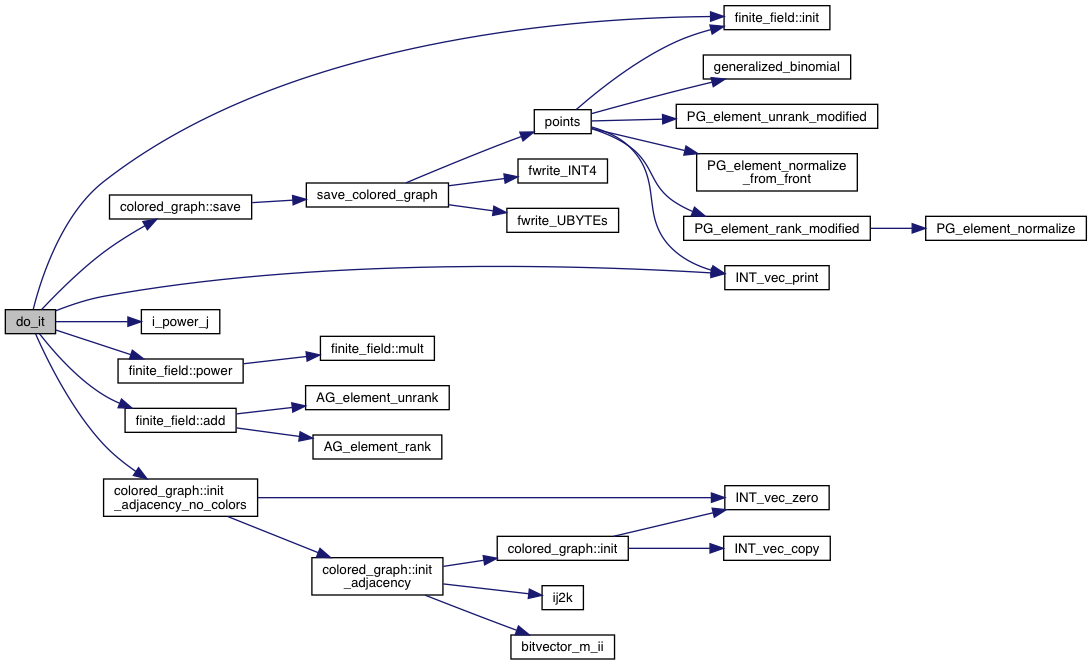 finite_field::init
generalized_binomial
PG_element_unrank_modified
points
PG_element_normalize
_from_front
fwrite_INT4
save_colored_graph
colored_graph::save
fwrite_UBYTEs
PG_element_rank_modified
PG_element_normalize
INT_vec_print
do_it
i_power_j
finite_field::mult
finite_field::power
AG_element_unrank
finite_field::add
AG_element_rank
colored_graph::init
_adjacency_no_colors
INT_vec_zero
colored_graph::init
INT_vec_copy
colored_graph::init
_adjacency
ij2k
bitvector_m_ii